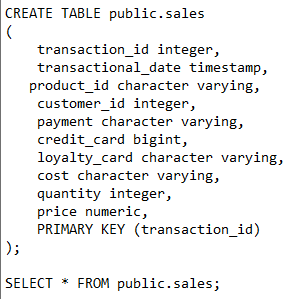 CREATE TABLE public.sales
(
    transaction_id integer,
    transactional_date timestamp,
   product_id character varying,
    customer_id integer,
    payment character varying,
    credit_card bigint,
    loyalty_card character varying,
    cost character varying,
    quantity integer,
    price numeric,
    PRIMARY KEY (transaction_id)
);

SELECT * FROM public.sales;